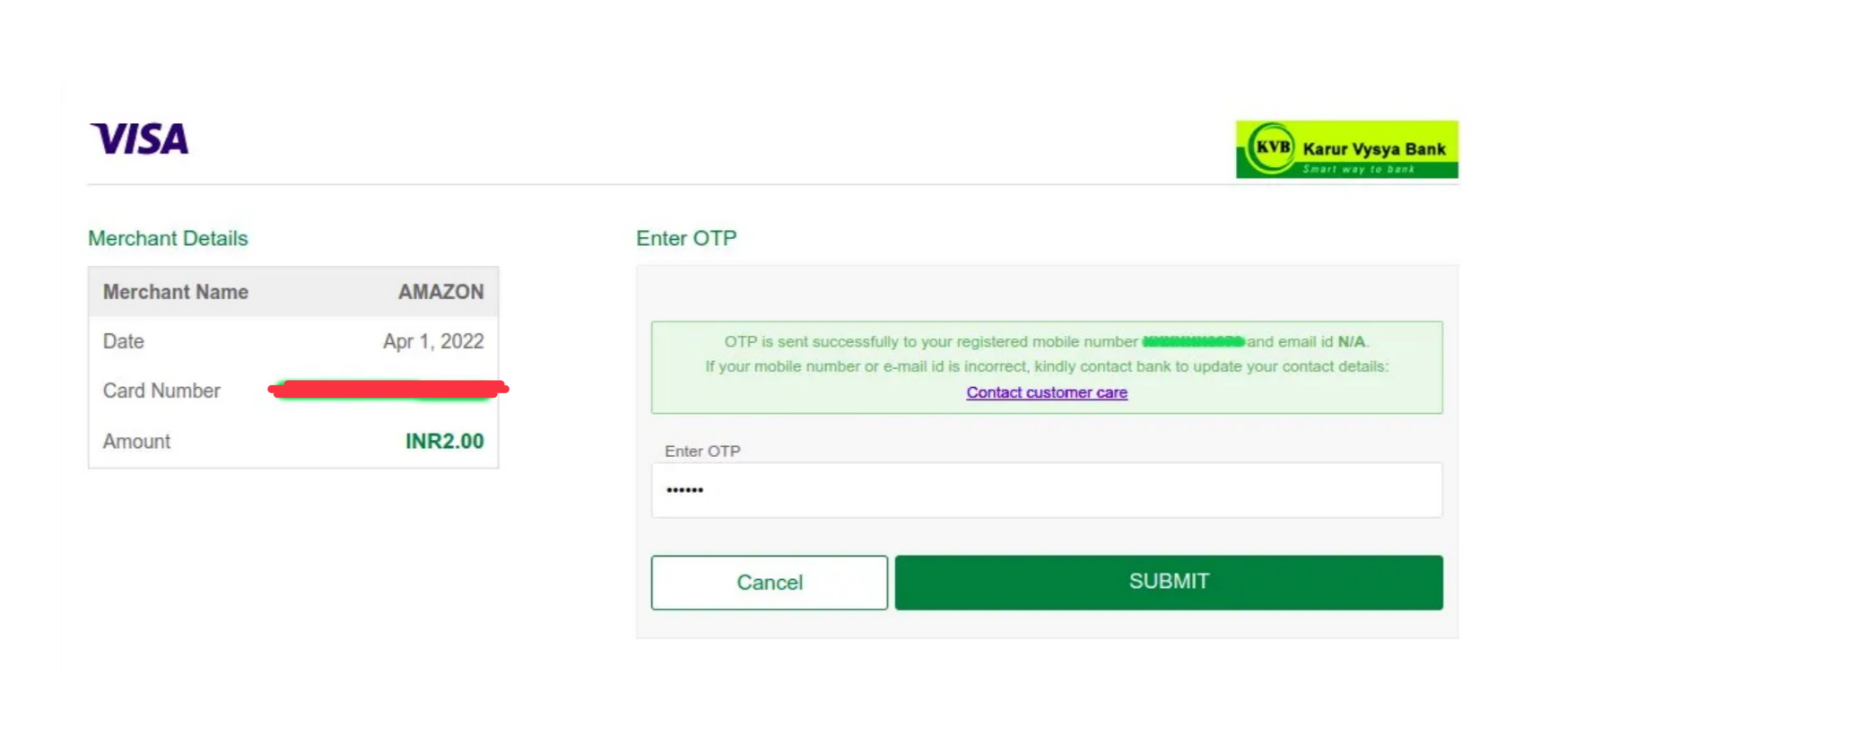 VISA
KVB Karur Vysya Bank
Smart way to bank
Merchant Details
Merchant Name AMAZON
Date Apr 1, 2022
Card Number
Amount INR2.00
Enter OTP
OTP is sent successfully to your registered mobile number and email id N/A.
If your mobile number or e-mail id is incorrect, kindly contact bank to update your contact details:
Contact customer care
Enter OTP
••••••
Cancel SUBMIT